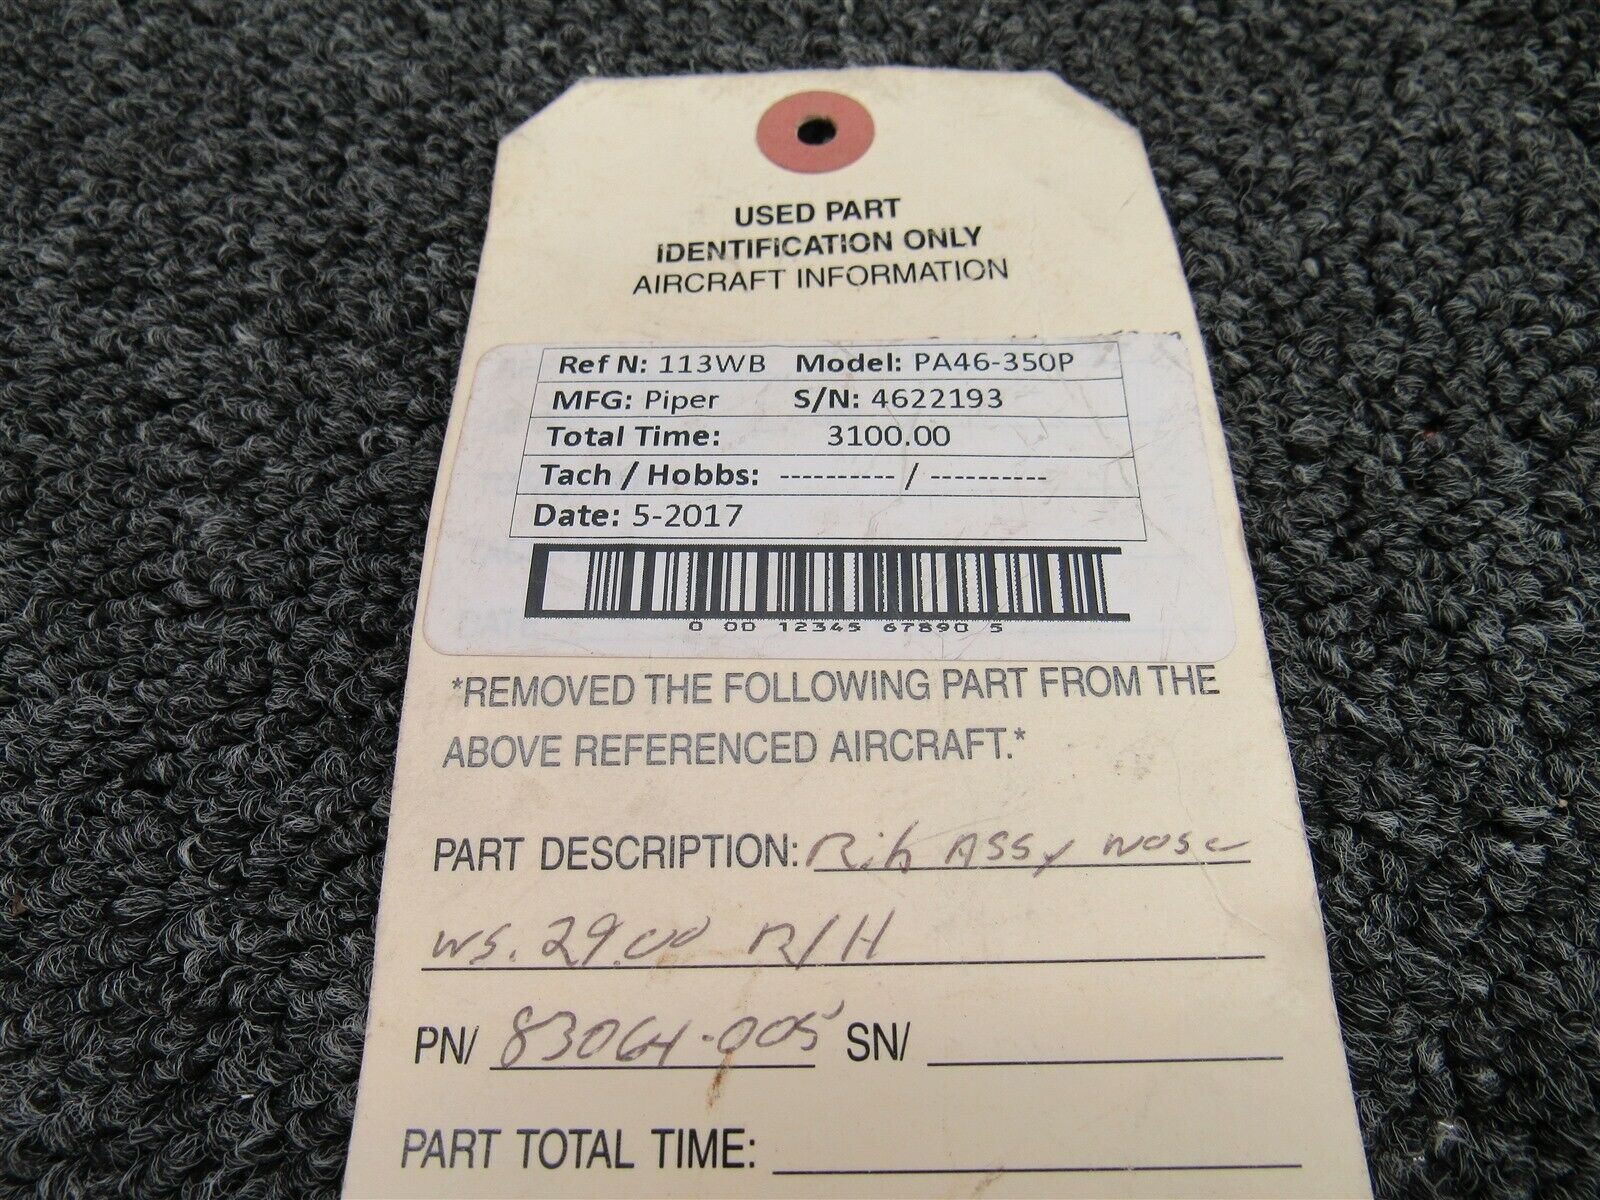 USED PART
IDENTIFICATION ONLY
AIRCRAFT INFORMATION
Ref N: 113WB Model: PA46-350P
MFG: Piper S/N: 4622193
Total Time: 3100.00
Tach / Hobbs: ---------- / ----------
Date: 5-2017
0 00 12345 67890 5
*REMOVED THE FOLLOWING PART FROM THE
ABOVE REFERENCED AIRCRAFT.*
PART DESCRIPTION: Rib ASSY NOSE
WS. 29.00 R/H
PN/ 83064-005 SN/
PART TOTAL TIME: